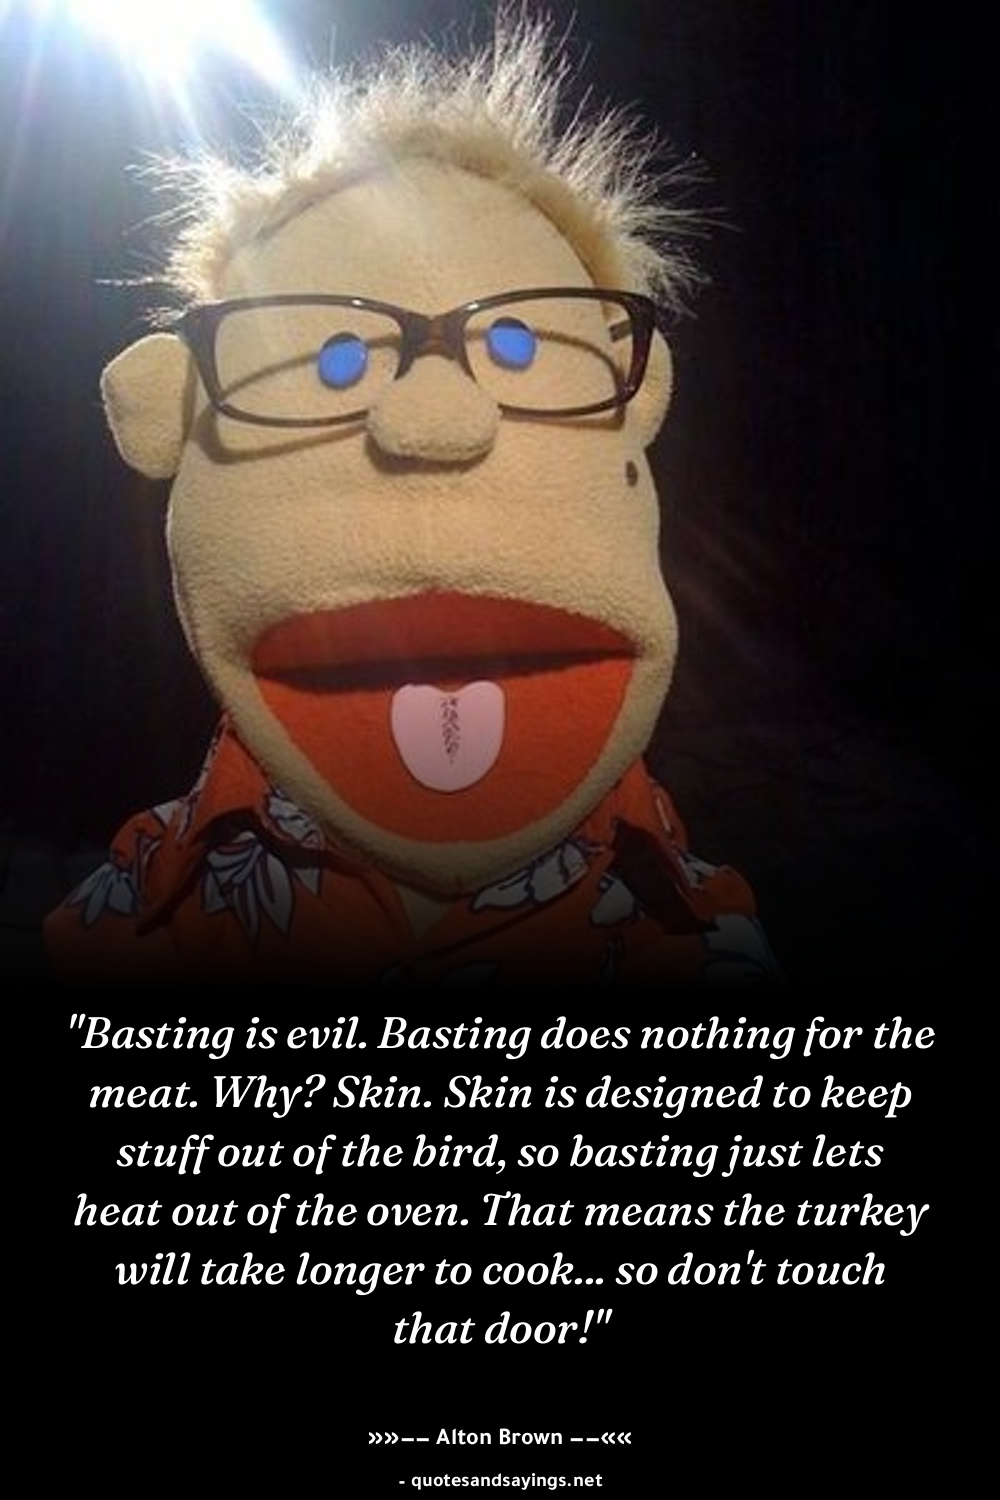 "Basting is evil. Basting does nothing for the
meat. Why? Skin. Skin is designed to keep
stuff out of the bird, so basting just lets
heat out of the oven. That means the turkey
will take longer to cook... so don't touch
that door!"
»»−− Alton Brown −−««
- quotesandsayings.net